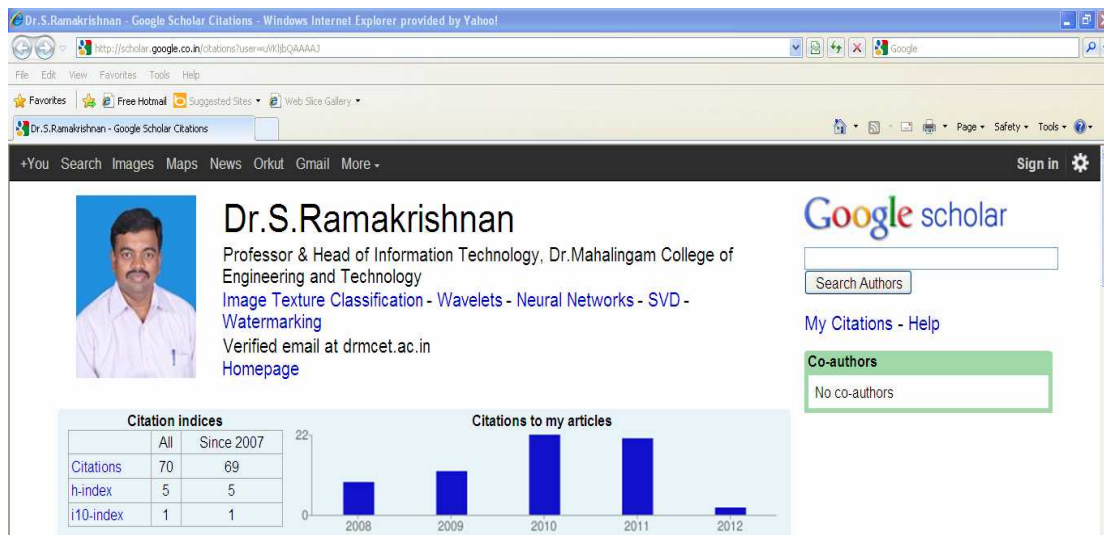 Dr.S.Ramakrishnan - Google Scholar Citations - Windows Internet Explorer provided by Yahoo!
Google
File Edit View Favorites Tools Help
Favorites Free Hotmail Suggested Sites Web Slice Gallery
Dr.S.Ramakrishnan - Google Scholar Citations Page Safety Tools
+You Search Images Maps News Orkut Gmail More Sign in
Dr.S.Ramakrishnan
Professor & Head of Information Technology, Dr.Mahalingam College of
Engineering and Technology
Image Texture Classification - Wavelets - Neural Networks - SVD -
Watermarking
Verified email at drmcet.ac.in
Homepage
Google scholar
Search Authors
My Citations - Help
Co-authors
No co-authors
Citation indices
All Since 2007
Citations 70 69
h-index 5 5
i10-index 1 1
Citations to my articles
22
0
2008 2009 2010 2011 2012